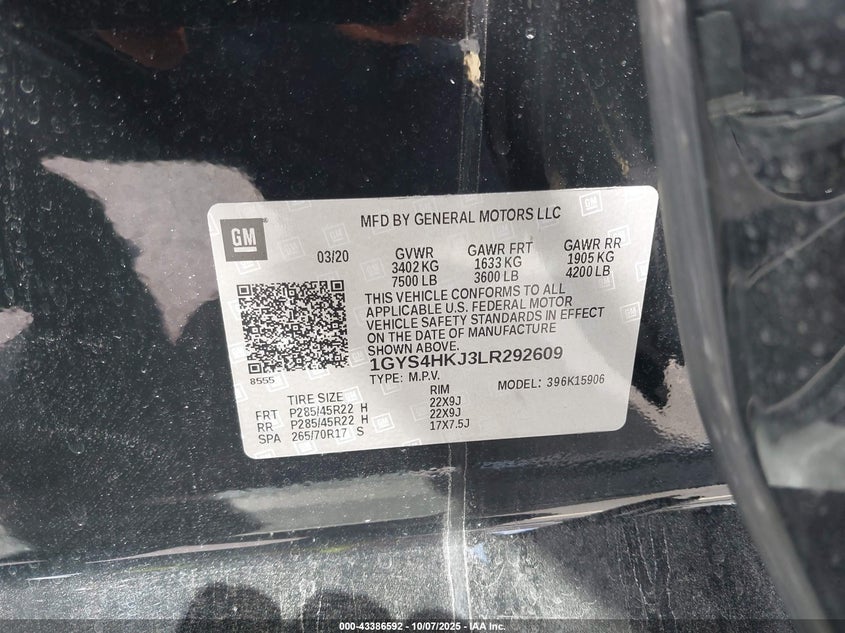 GM
MFD BY GENERAL MOTORS LLC
03/20
GVWR
3402 KG
7500 LB
GAWR FRT
1633 KG
3600 LB
GAWR RR
1905 KG
4200 LB
THIS VEHICLE CONFORMS TO ALL
APPLICABLE U.S. FEDERAL MOTOR
VEHICLE SAFETY STANDARDS IN EFFECT
ON THE DATE OF MANUFACTURE
SHOWN ABOVE.
8555
1GYS4HKJ3LR292609
TYPE: M.P.V.
MODEL: 396K15906
TIRE SIZE RIM
FRT P285/45R22 H 22X9J
RR P285/45R22 H 22X9J
SPA 265/70R17 S 17X7.5J
000-43386592 - 10/07/2025 - IAA Inc.